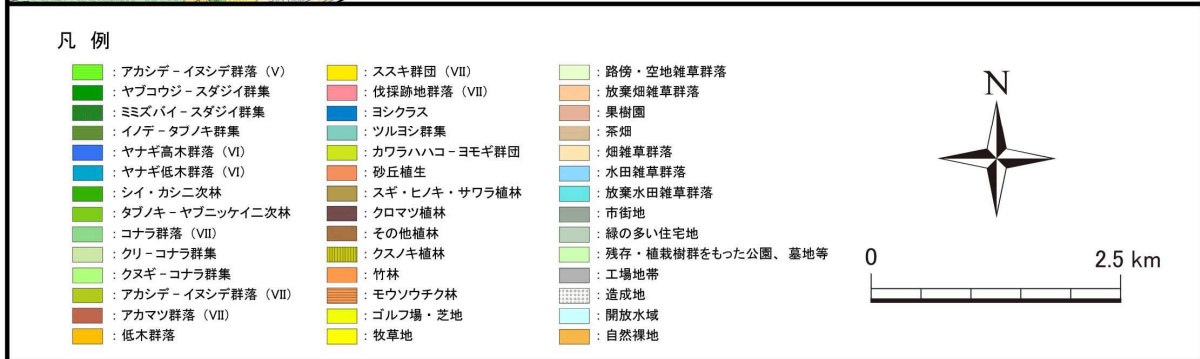 凡 例
：アカシデ－イヌシデ群落（V）
：ヤブコウジ－スダジイ群集
：ミミズバイ－スダジイ群集
：イノデ－タブノキ群集
：ヤナギ高木群落（VI）
：ヤナギ低木群落（VI）
：シイ・カシ二次林
：タブノキ－ヤブニッケイ二次林
：コナラ群落（VII）
：クリ－コナラ群集
：クヌギ－コナラ群集
：アカシデ－イヌシデ群落（VII）
：アカマツ群落（VII）
：低木群落
：ススキ群団（VII）
：伐採跡地群落（VII）
：ヨシクラス
：ツルヨシ群集
：カワラハハコ－ヨモギ群団
：砂丘植生
：スギ・ヒノキ・サワラ植林
：クロマツ植林
：その他植林
：クスノキ植林
：竹林
：モウソウチク林
：ゴルフ場・芝地
：牧草地
：路傍・空地雑草群落
：放棄畑雑草群落
：果樹園
：茶畑
：畑雑草群落
：水田雑草群落
：放棄水田雑草群落
：市街地
：緑の多い住宅地
：残存・植栽樹群をもった公園、墓地等
：工場地帯
：造成地
：開放水域
：自然裸地
N
0 2.5 km